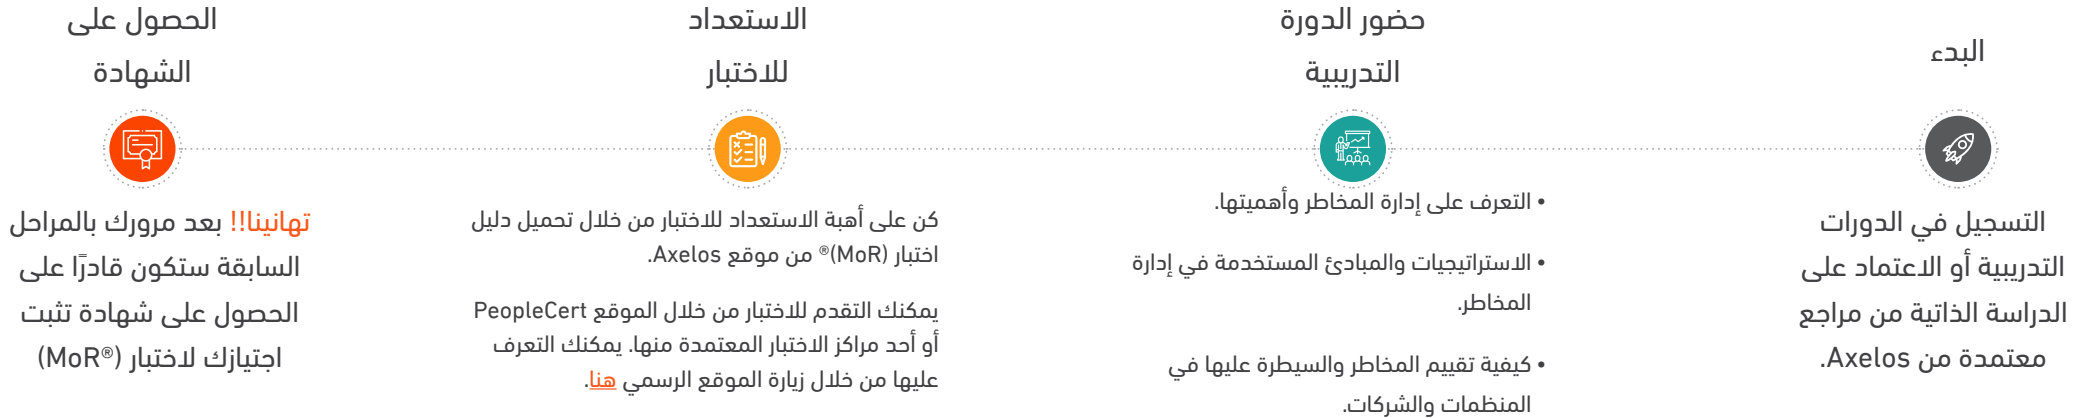 البدء
التسجيل في الدورات
التدريبية أو الاعتماد على
الدراسة الذاتية من مراجع
معتمدة من Axelos.
حضور الدورة
التدريبية
• التعرف على إدارة المخاطر وأهميتها.
• الاستراتيجيات والمبادئ المستخدمة في إدارة
المخاطر.
• كيفية تقييم المخاطر والسيطرة عليها في
المنظمات والشركات.
الاستعداد
للاختبار
كن على أهبة الاستعداد للاختبار من خلال تحميل دليل
اختبار (MoR)® من موقع Axelos.
يمكنك التقدم للاختبار من خلال الموقع PeopleCert
أو أحد مراكز الاختبار المعتمدة منها. يمكنك التعرف
عليها من خلال زيارة الموقع الرسمي هنا.
الحصول على
الشهادة
تهانينا!! بعد مرورك بالمراحل
السابقة ستكون قادرًا على
الحصول على شهادة تثبت
اجتيازك لاختبار (MoR®)